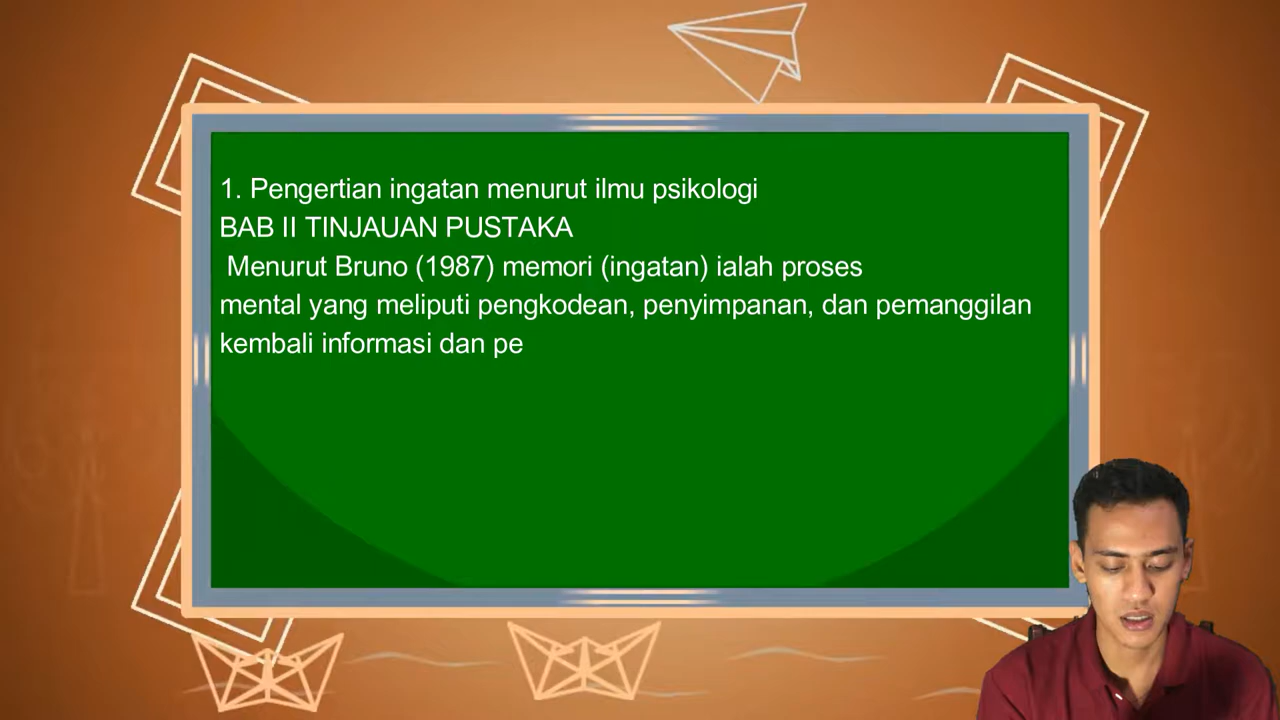 1. Pengertian ingatan menurut ilmu psikologi
BAB II TINJAUAN PUSTAKA
Menurut Bruno (1987) memori (ingatan) ialah proses
mental yang meliputi pengkodean, penyimpanan, dan pemanggilan
kembali informasi dan pe